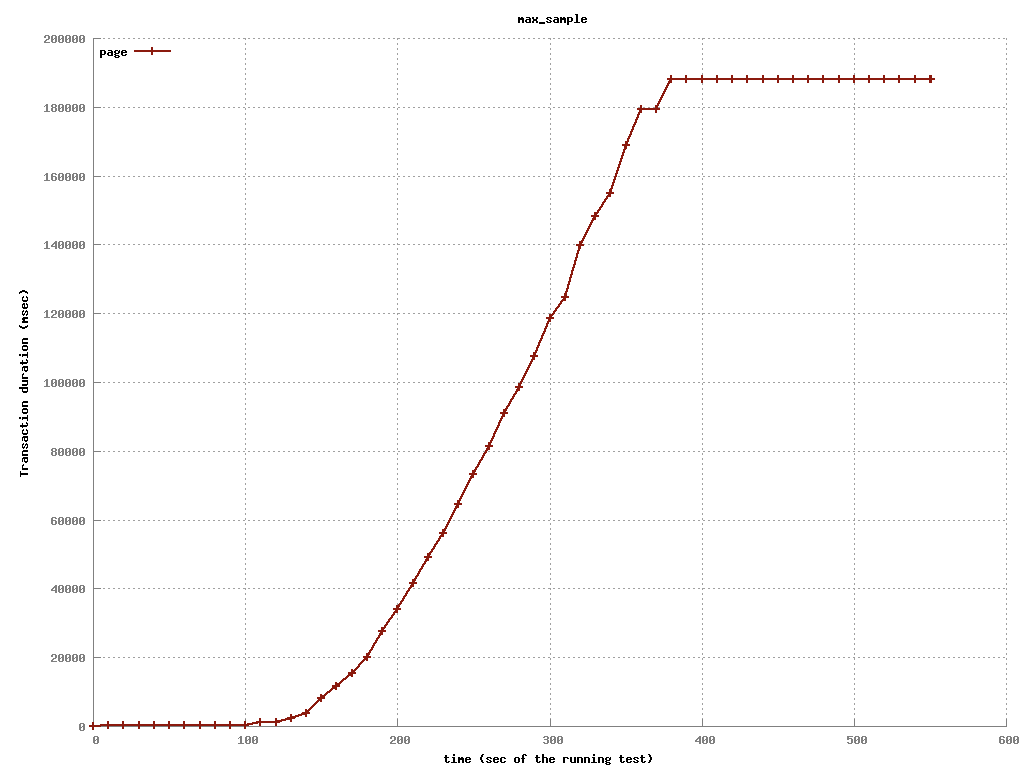 max_sample
200000
page
180000
160000
140000
120000
100000
80000
60000
40000
20000
0
Transaction duration (msec)
0 100 200 300 400 500 600
time (sec of the running test)